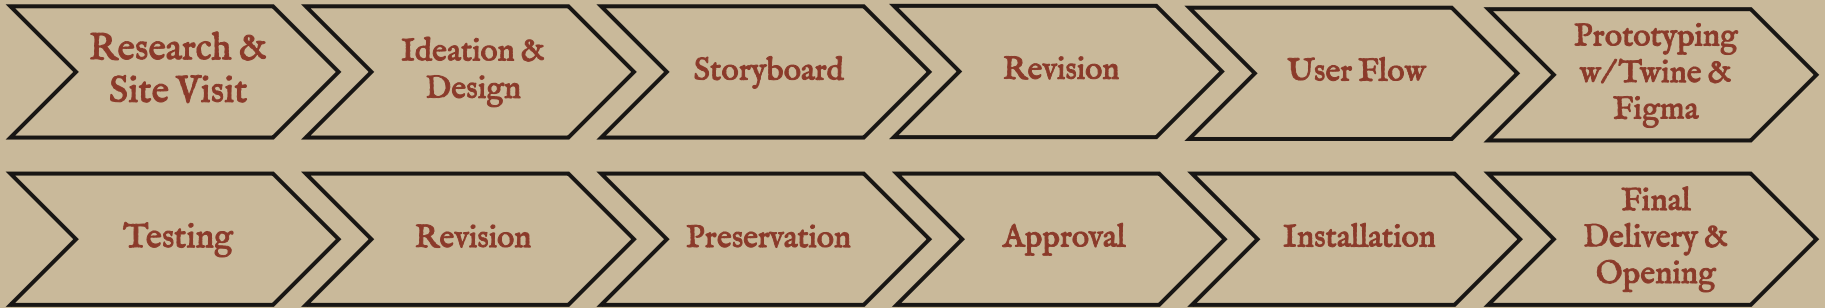 Research &
Site Visit
Ideation &
Design
Storyboard
Revision
User Flow
Prototyping
w/Twine &
Figma
Testing
Revision
Preservation
Approval
Installation
Final
Delivery &
Opening